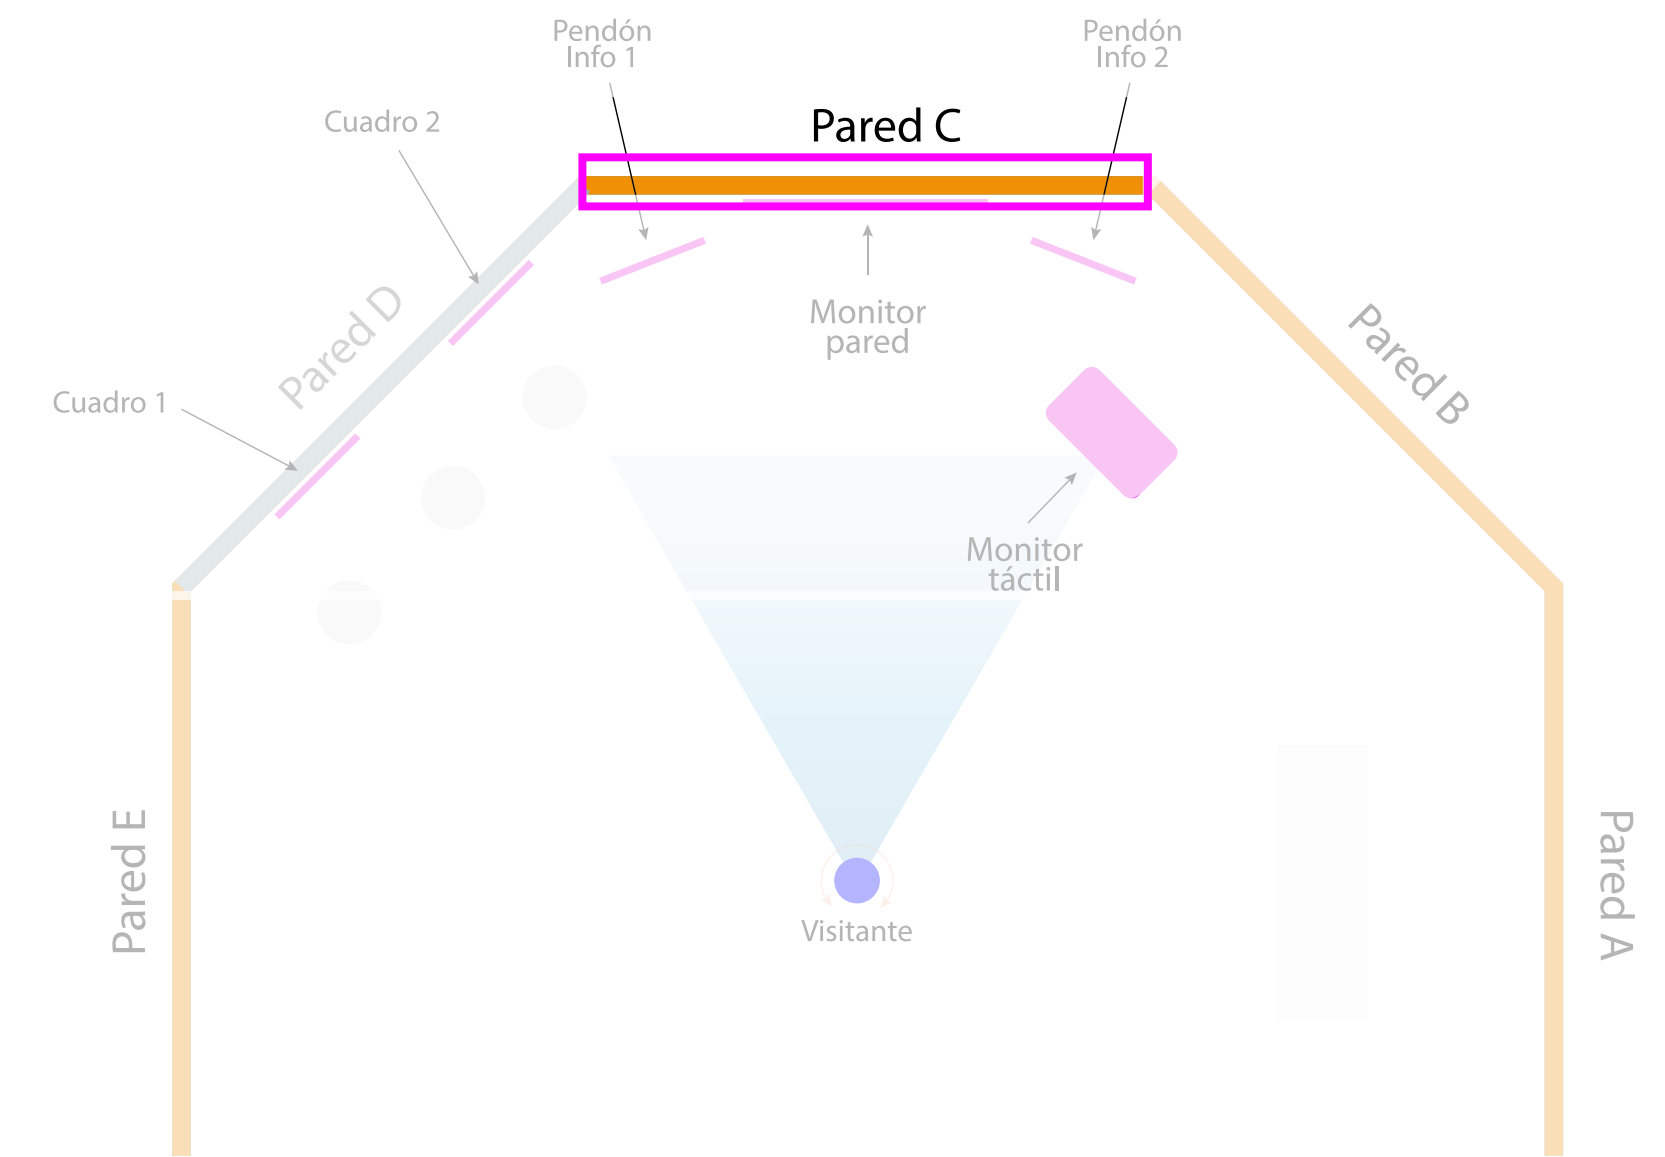 Pendón
Info 1
Pendón
Info 2
Cuadro 2
Pared C
Pared D
Monitor
pared
Pared B
Cuadro 1
Monitor
táctil
Pared E
Pared A
Visitante